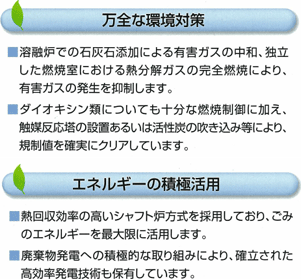 万全な環境対策
■溶融炉での石灰石添加による有害ガスの中和、独立
した燃焼室における熱分解ガスの完全燃焼により、
有害ガスの発生を抑制します。
■ダイオキシン類についても十分な燃焼制御に加え、
触媒反応塔の設置あるいは活性炭の吹き込み等により、
規制値を確実にクリアしています。
エネルギーの積極活用
■熱回収効率の高いシャフト炉方式を採用しており、ごみ
のエネルギーを最大限に活用します。
■廃棄物発電への積極的な取り組みにより、確立された
高効率発電技術も保有しています。